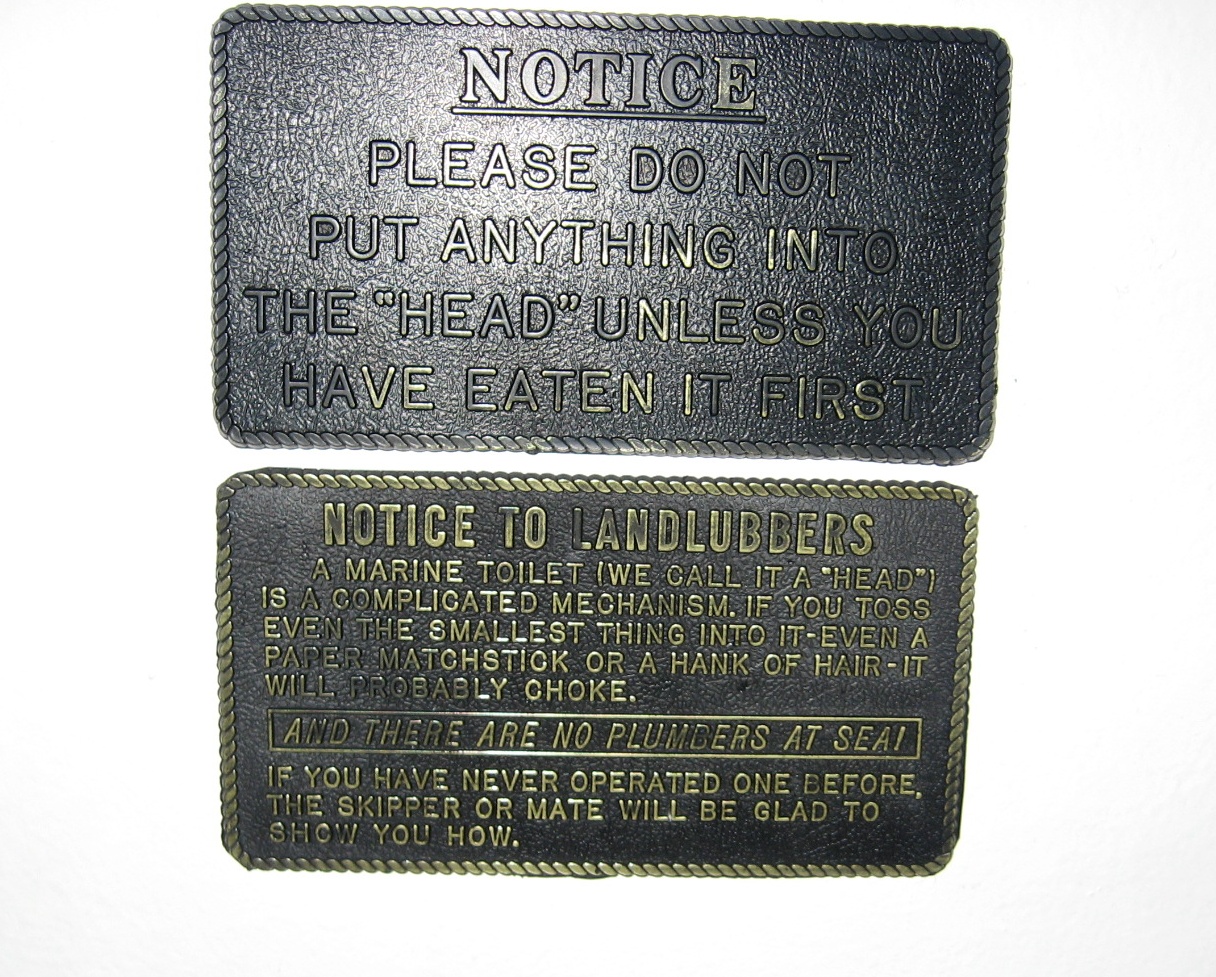 NOTICE
PLEASE DO NOT
PUT ANYTHING INTO
THE "HEAD" UNLESS YOU
HAVE EATEN IT FIRST
NOTICE TO LANDLUBBERS
A MARINE TOILET (WE CALL IT A "HEAD")
IS A COMPLICATED MECHANISM. IF YOU TOSS
EVEN THE SMALLEST THING INTO IT-EVEN A
PAPER MATCHSTICK OR A HANK OF HAIR-IT
WILL PROBABLY CHOKE.
AND THERE ARE NO PLUMBERS AT SEA!
IF YOU HAVE NEVER OPERATED ONE BEFORE,
THE SKIPPER OR MATE WILL BE GLAD TO
SHOW YOU HOW.